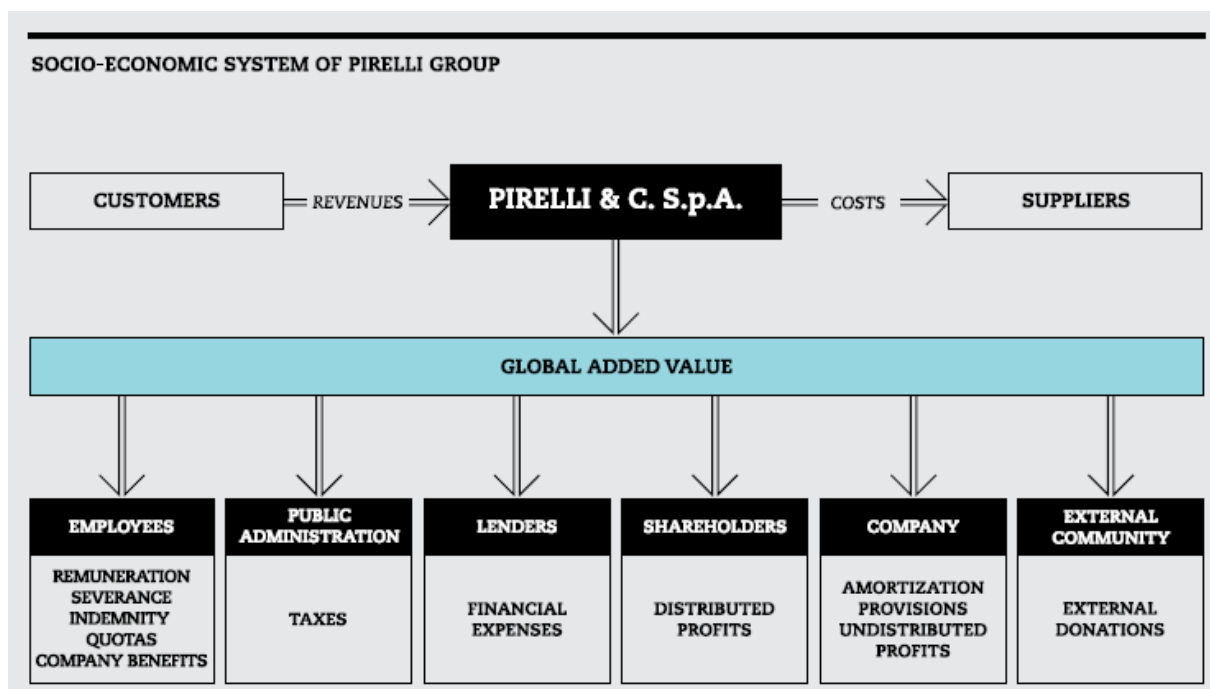 SOCIO-ECONOMIC SYSTEM OF PIRELLI GROUP
CUSTOMERS
REVENUES
PIRELLI & C. S.p.A.
COSTS
SUPPLIERS
GLOBAL ADDED VALUE
EMPLOYEES
REMUNERATION
SEVERANCE
INDEMNITY
QUOTAS
COMPANY BENEFITS
PUBLIC
ADMINISTRATION
TAXES
LENDERS
FINANCIAL
EXPENSES
SHAREHOLDERS
DISTRIBUTED
PROFITS
COMPANY
AMORTIZATION
PROVISIONS
UNDISTRIBUTED
PROFITS
EXTERNAL
COMMUNITY
EXTERNAL
DONATIONS